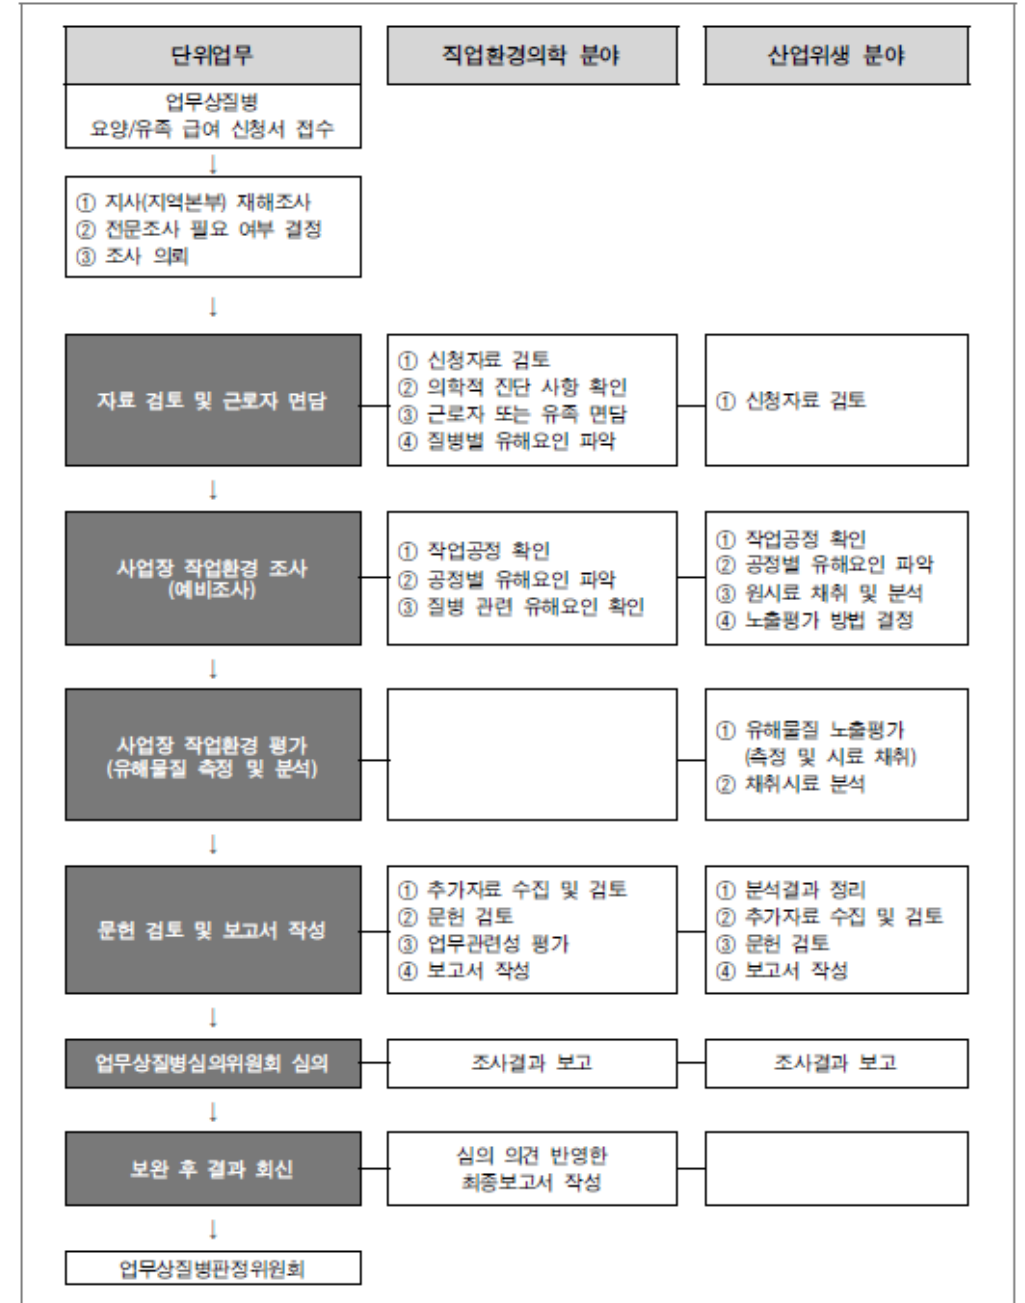 단위업무
직업환경의학 분야
산업위생 분야
업무상질병
요양/유족 급여 신청서 접수
↓
① 지사(지역본부) 재해조사
② 전문조사 필요 여부 결정
③ 조사 의뢰
↓
자료 검토 및 근로자 면담
① 신청자료 검토
② 의학적 진단 사항 확인
③ 근로자 또는 유족 면담
④ 질병별 유해요인 파악
① 신청자료 검토
↓
사업장 작업환경 조사
(예비조사)
① 작업공정 확인
② 공정별 유해요인 파악
③ 질병 관련 유해요인 확인
① 작업공정 확인
② 공정별 유해요인 파악
③ 원시료 채취 및 분석
④ 노출평가 방법 결정
↓
사업장 작업환경 평가
(유해물질 측정 및 분석)
① 유해물질 노출평가
(측정 및 시료 채취)
② 채취시료 분석
↓
문헌 검토 및 보고서 작성
① 추가자료 수집 및 검토
② 문헌 검토
③ 업무관련성 평가
④ 보고서 작성
① 분석결과 정리
② 추가자료 수집 및 검토
③ 문헌 검토
④ 보고서 작성
↓
업무상질병심의위원회 심의
조사결과 보고
조사결과 보고
↓
보완 후 결과 회신
심의 의견 반영한
최종보고서 작성
↓
업무상질병판정위원회